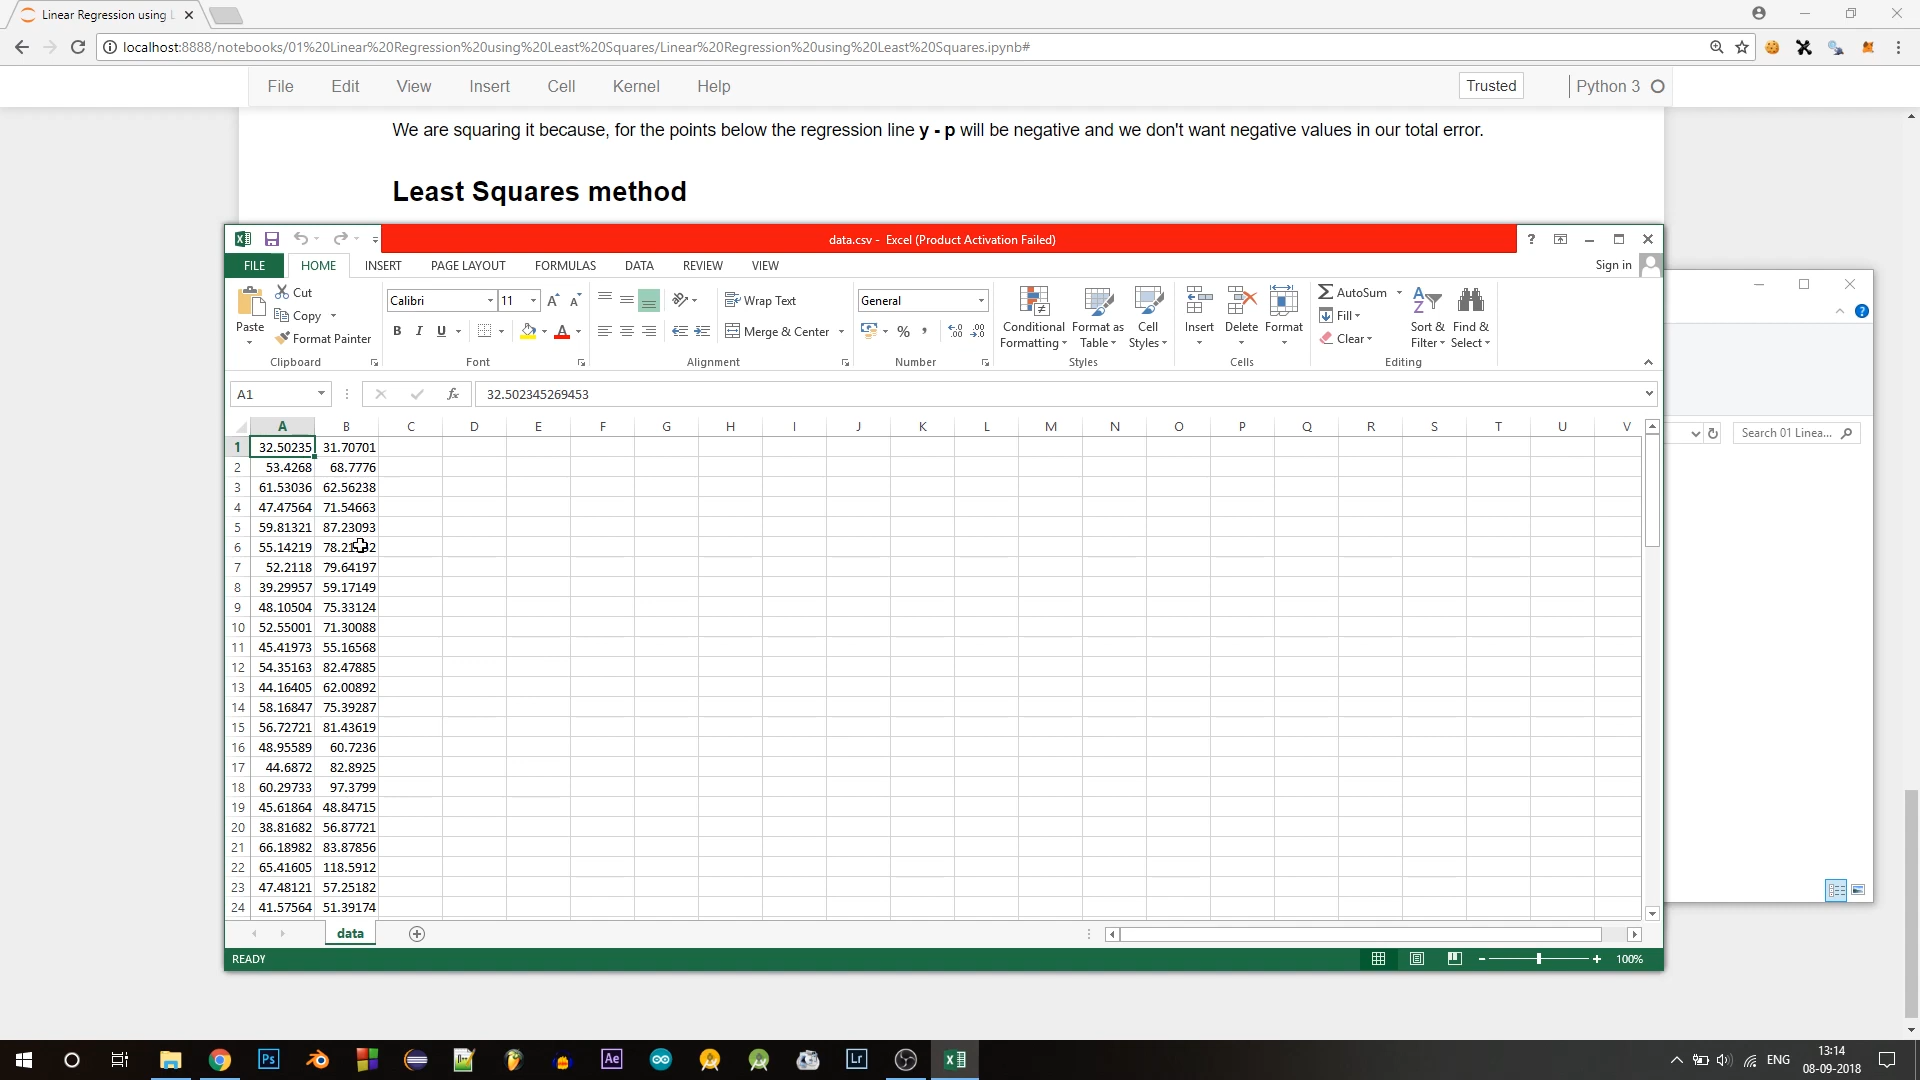 Linear Regression using L
localhost:8888/notebooks/01%20Linear%20Regression%20using%20Least%20Squares/Linear%20Regression%20using%20Least%20Squares.ipynb#
File Edit View Insert Cell Kernel Help Trusted Python 3
We are squaring it because, for the points below the regression line y - p will be negative and we don't want negative values in our total error.
Least Squares method
data.csv - Excel (Product Activation Failed) ?
FILE HOME INSERT PAGE LAYOUT FORMULAS DATA REVIEW VIEW Sign in
Paste
Cut
Copy
Format Painter
Clipboard
Calibri 11
B I U
Font
Wrap Text
Merge & Center
Alignment
General
Number
Conditional Formatting
Format as Table
Cell Styles
Styles
Insert Delete Format
Cells
AutoSum
Fill
Clear
Sort & Filter
Find & Select
Editing
A1 fx 32.502345269453
A B C D E F G H I J K L M N O P Q R S T U V
1 32.50235 31.70701
2 53.4268 68.7776
3 61.53036 62.56238
4 47.47564 71.54663
5 59.81321 87.23093
6 55.14219
7 52.2118 79.64197
8 39.29957 59.17149
9 48.10504 75.33124
10 52.55001 71.30088
11 45.41973 55.16568
12 54.35163 82.47885
13 44.16405 62.00892
14 58.16847 75.39287
15 56.72721 81.43619
16 48.95589 60.7236
17 44.6872 82.8925
18 60.29733 97.3799
19 45.61864 48.84715
20 38.81682 56.87721
21 66.18982 83.87856
22 65.41605 118.5912
23 47.48121 57.25182
24 41.57564 51.39174
data
READY 100%
Search 01 Linea...
Ps Ae Lr
ENG
13:14
08-09-2018